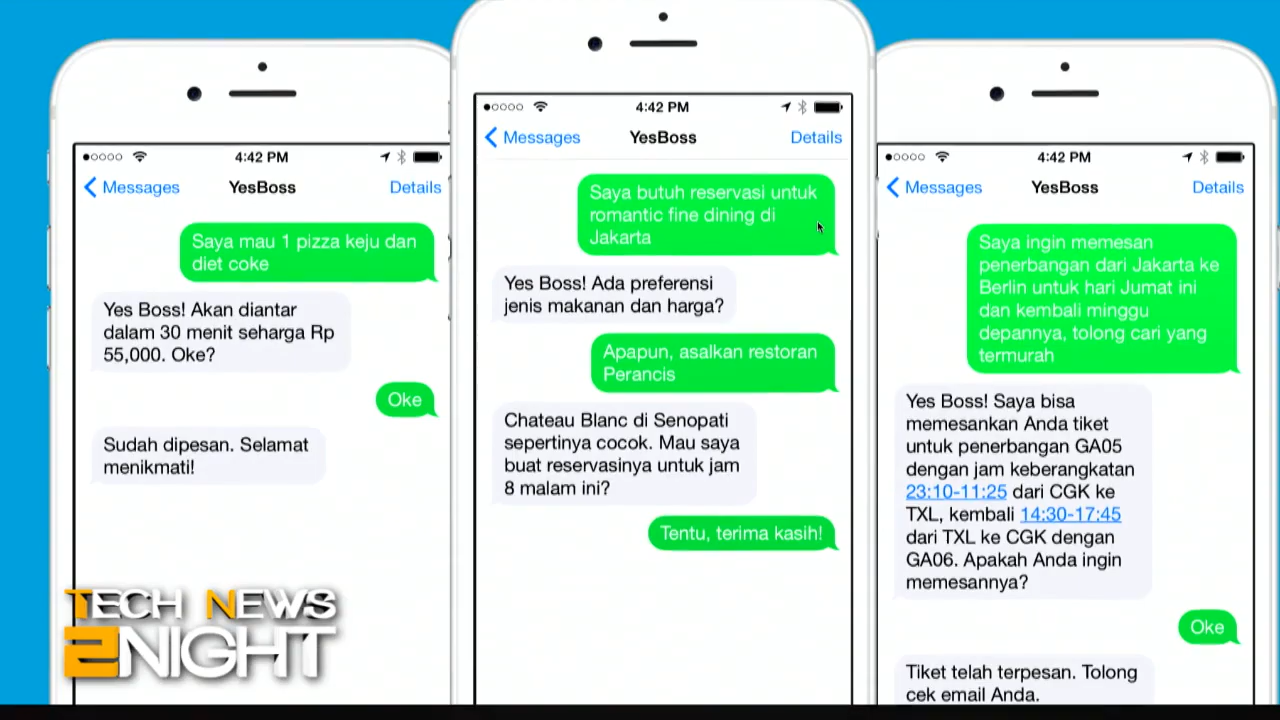 4:42 PM
Messages YesBoss Details
Saya mau 1 pizza keju dan
diet coke
Yes Boss! Akan diantar
dalam 30 menit seharga Rp
55,000. Oke?
Oke
Sudah dipesan. Selamat
menikmati!
4:42 PM
Messages YesBoss Details
Saya butuh reservasi untuk
romantic fine dining di
Jakarta
Yes Boss! Ada preferensi
jenis makanan dan harga?
Apapun, asalkan restoran
Perancis
Chateau Blanc di Senopati
sepertinya cocok. Mau saya
buat reservasinya untuk jam
8 malam ini?
Tentu, terima kasih!
4:42 PM
Messages YesBoss Details
Saya ingin memesan
penerbangan dari Jakarta ke
Berlin untuk hari Jumat ini
dan kembali minggu
depannya, tolong cari yang
termurah
Yes Boss! Saya bisa
memesankan Anda tiket
untuk penerbangan GA05
dengan jam keberangkatan
23:10-11:25 dari CGK ke
TXL, kembali 14:30-17:45
dari TXL ke CGK dengan
GA06. Apakah Anda ingin
memesannya?
Oke
Tiket telah terpesan. Tolong
cek email Anda.
TECH NEWS
2NIGHT